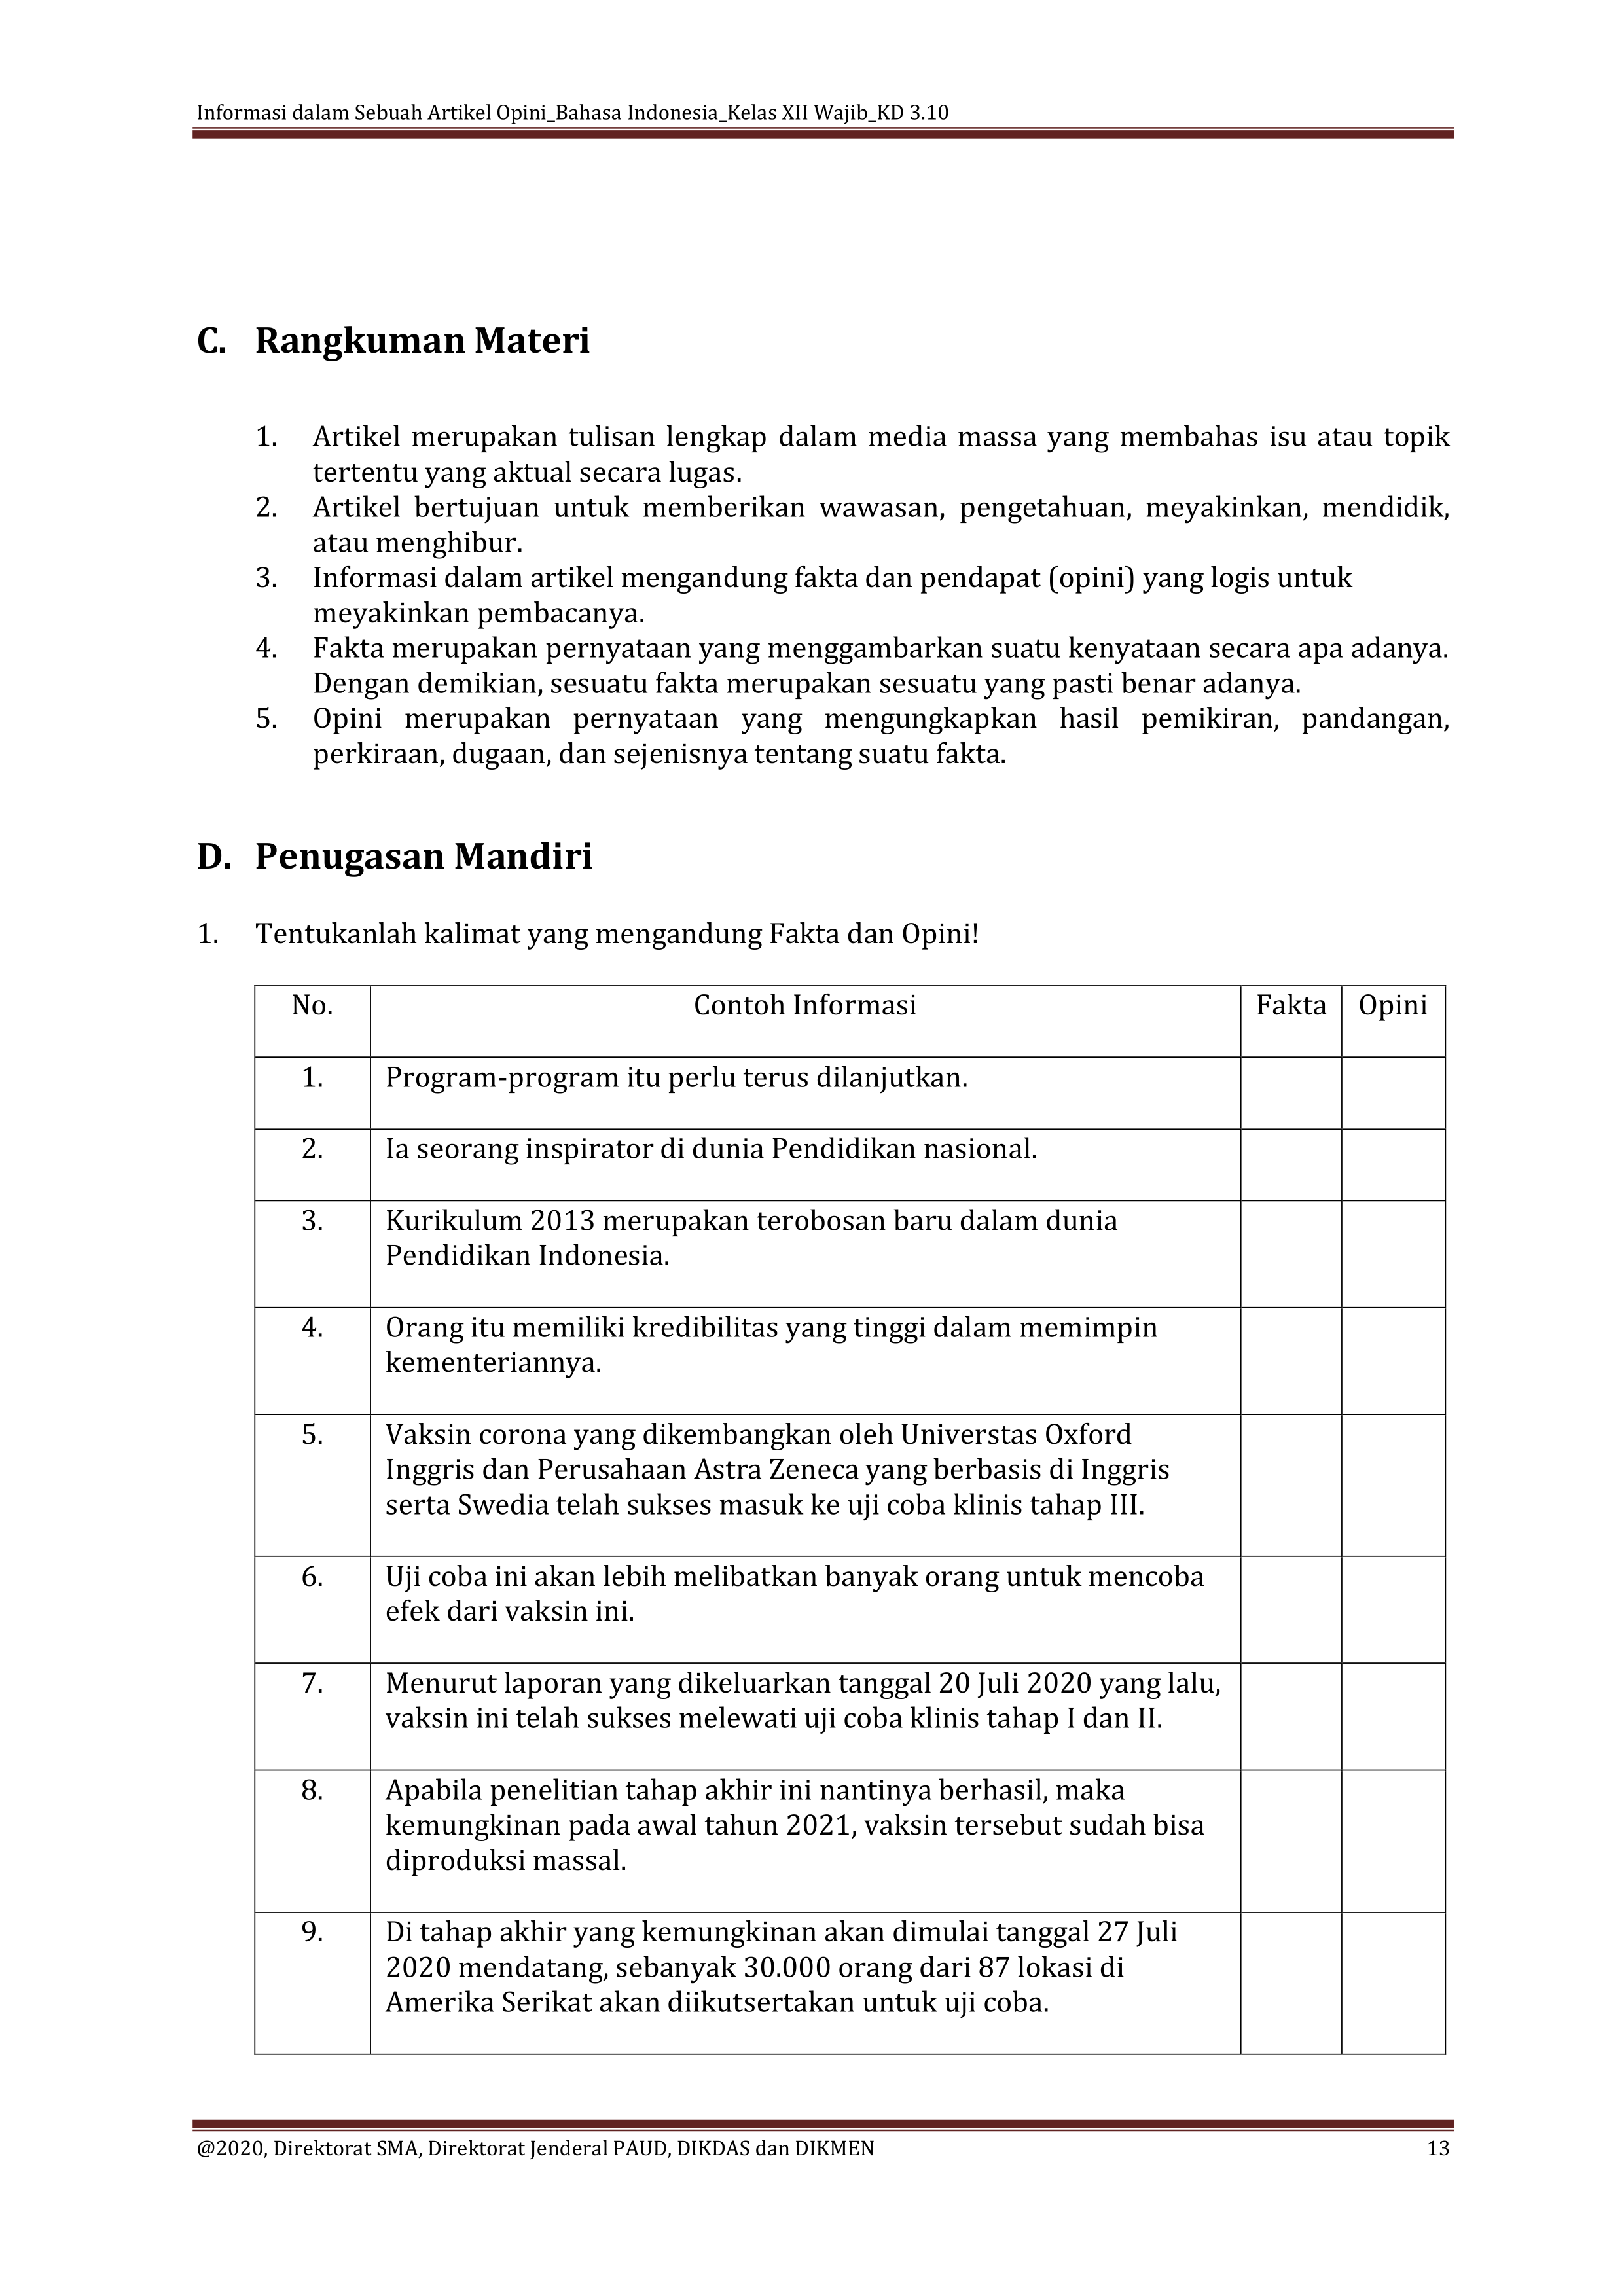 Informasi dalam Sebuah Artikel Opini_Bahasa Indonesia_Kelas XII Wajib_KD 3.10
C. Rangkuman Materi
1. Artikel merupakan tulisan lengkap dalam media massa yang membahas isu atau topik
tertentu yang aktual secara lugas.
2. Artikel bertujuan untuk memberikan wawasan, pengetahuan, meyakinkan, mendidik,
atau menghibur.
3. Informasi dalam artikel mengandung fakta dan pendapat (opini) yang logis untuk
meyakinkan pembacanya.
4. Fakta merupakan pernyataan yang menggambarkan suatu kenyataan secara apa adanya.
Dengan demikian, sesuatu fakta merupakan sesuatu yang pasti benar adanya.
5. Opini merupakan pernyataan yang mengungkapkan hasil pemikiran, pandangan,
perkiraan, dugaan, dan sejenisnya tentang suatu fakta.
D. Penugasan Mandiri
1. Tentukanlah kalimat yang mengandung Fakta dan Opini!
No. Contoh Informasi Fakta Opini
1. Program-program itu perlu terus dilanjutkan.
2. Ia seorang inspirator di dunia Pendidikan nasional.
3. Kurikulum 2013 merupakan terobosan baru dalam dunia
Pendidikan Indonesia.
4. Orang itu memiliki kredibilitas yang tinggi dalam memimpin
kementeriannya.
5. Vaksin corona yang dikembangkan oleh Universtas Oxford
Inggris dan Perusahaan Astra Zeneca yang berbasis di Inggris
serta Swedia telah sukses masuk ke uji coba klinis tahap III.
6. Uji coba ini akan lebih melibatkan banyak orang untuk mencoba
efek dari vaksin ini.
7. Menurut laporan yang dikeluarkan tanggal 20 Juli 2020 yang lalu,
vaksin ini telah sukses melewati uji coba klinis tahap I dan II.
8. Apabila penelitian tahap akhir ini nantinya berhasil, maka
kemungkinan pada awal tahun 2021, vaksin tersebut sudah bisa
diproduksi massal.
9. Di tahap akhir yang kemungkinan akan dimulai tanggal 27 Juli
2020 mendatang, sebanyak 30.000 orang dari 87 lokasi di
Amerika Serikat akan diikutsertakan untuk uji coba.
@2020, Direktorat SMA, Direktorat Jenderal PAUD, DIKDAS dan DIKMEN 13